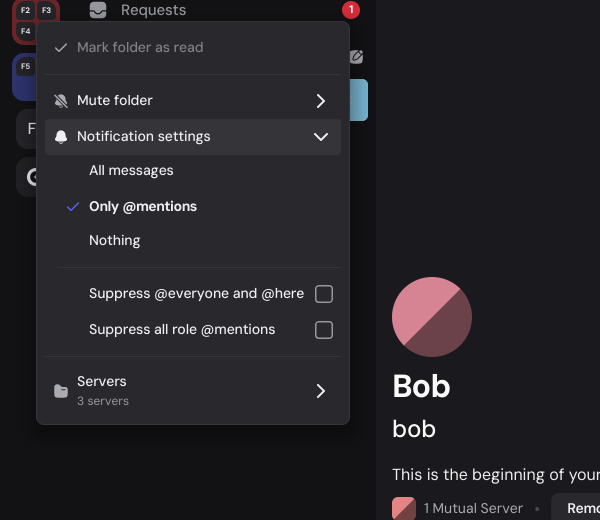 F2 F3
F4
F5
F
Requests
1
Mark folder as read
Mute folder
Notification settings
All messages
Only @mentions
Nothing
Suppress @everyone and @here
Suppress all role @mentions
Servers
3 servers
Bob
bob
This is the beginning of your
1 Mutual Server •
Remo